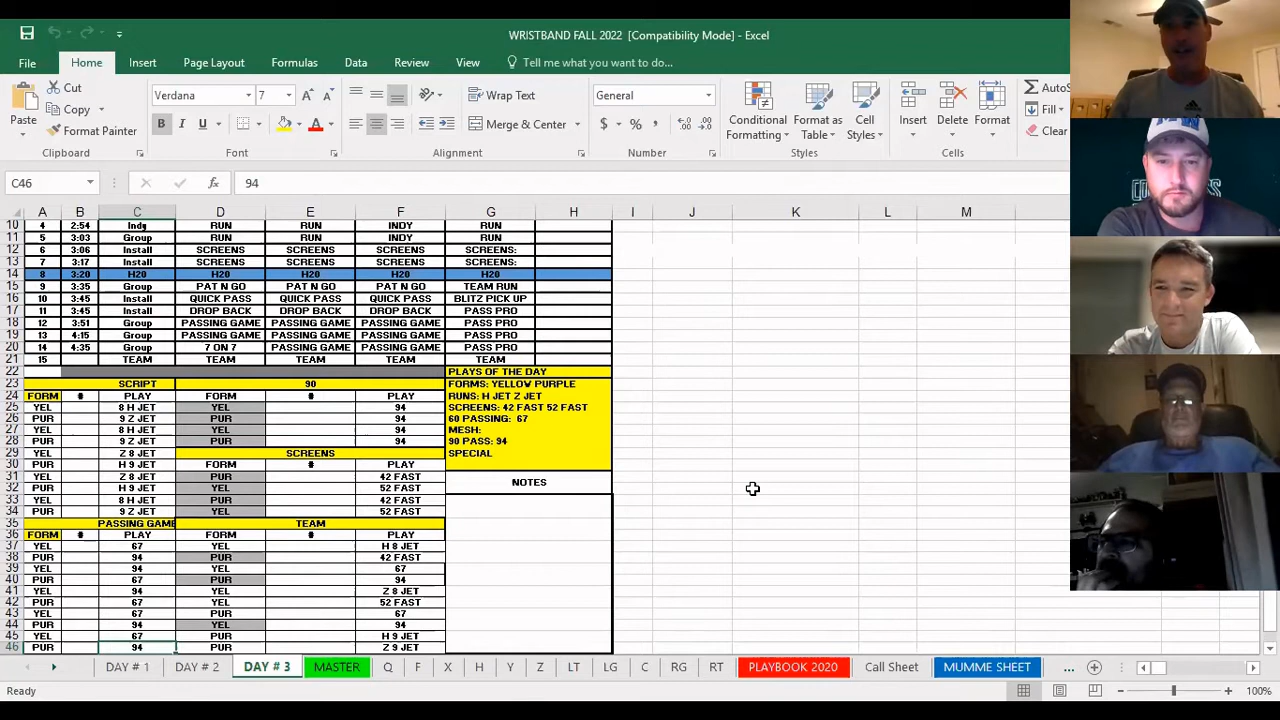 WRISTBAND FALL 2022 [Compatibility Mode] - Excel
File Home Insert Page Layout Formulas Data Review View Tell me what you want to do...
Cut
Copy
Format Painter
Paste
Verdana 7
B I U
Wrap Text
Merge & Center
General
$ % ,
Conditional Formatting
Format as Table
Cell Styles
Insert Delete Format
AutoS
Fill
Clear
Clipboard Font Alignment Number Styles Cells
C46 fx 94
A B C D E F G H I J K L M
10 4 2:54 Indy RUN RUN INDY RUN
11 5 3:03 Group RUN RUN INDY RUN
12 6 3:06 Install SCREENS SCREENS SCREENS SCREENS:
13 7 3:17 Install SCREENS SCREENS SCREENS SCREENS:
14 8 3:20 H20 H20 H20 H20 H20
15 9 3:35 Group PAT N GO PAT N GO PAT N GO TEAM RUN
16 10 3:45 Install QUICK PASS QUICK PASS QUICK PASS BLITZ PICK UP
17 11 3:45 Install DROP BACK DROP BACK DROP BACK PASS PRO
18 12 3:51 Group PASSING GAME PASSING GAME PASSING GAME PASS PRO
19 13 4:15 Group PASSING GAME PASSING GAME PASSING GAME PASS PRO
20 14 4:35 Group 7 ON 7 PASSING GAME PASSING GAME PASS PRO
21 15 TEAM TEAM TEAM TEAM TEAM
22 PLAYS OF THE DAY
23 SCRIPT 90 FORMS: YELLOW PURPLE
24 FORM # PLAY FORM # PLAY RUNS: H JET Z JET
25 YEL 8 H JET YEL 94 SCREENS: 42 FAST 52 FAST
26 PUR 9 Z JET PUR 94 60 PASSING: 67
27 YEL 8 H JET YEL 94 MESH:
28 PUR 9 Z JET PUR 94 90 PASS: 94
29 YEL Z 8 JET SCREENS SPECIAL
30 PUR H 9 JET FORM # PLAY
31 YEL Z 8 JET PUR 42 FAST
NOTES
32 PUR H 9 JET YEL 52 FAST
33 YEL 8 H JET PUR 42 FAST
34 PUR 9 Z JET YEL 52 FAST
35 PASSING GAME TEAM
36 FORM # PLAY FORM # PLAY
37 YEL 67 YEL H 8 JET
38 PUR 94 PUR 42 FAST
39 YEL 94 YEL 67
40 PUR 67 PUR 94
41 YEL 94 YEL Z 8 JET
42 PUR 67 YEL 52 FAST
43 YEL 67 PUR 67
44 PUR 94 YEL 94
45 YEL 67 PUR H 9 JET
46 PUR 94 PUR Z 9 JET
DAY # 1 DAY # 2 DAY # 3 MASTER Q F X H Y Z LT LG C RG RT PLAYBOOK 2020 Call Sheet MUMME SHEET ...
Ready 100%